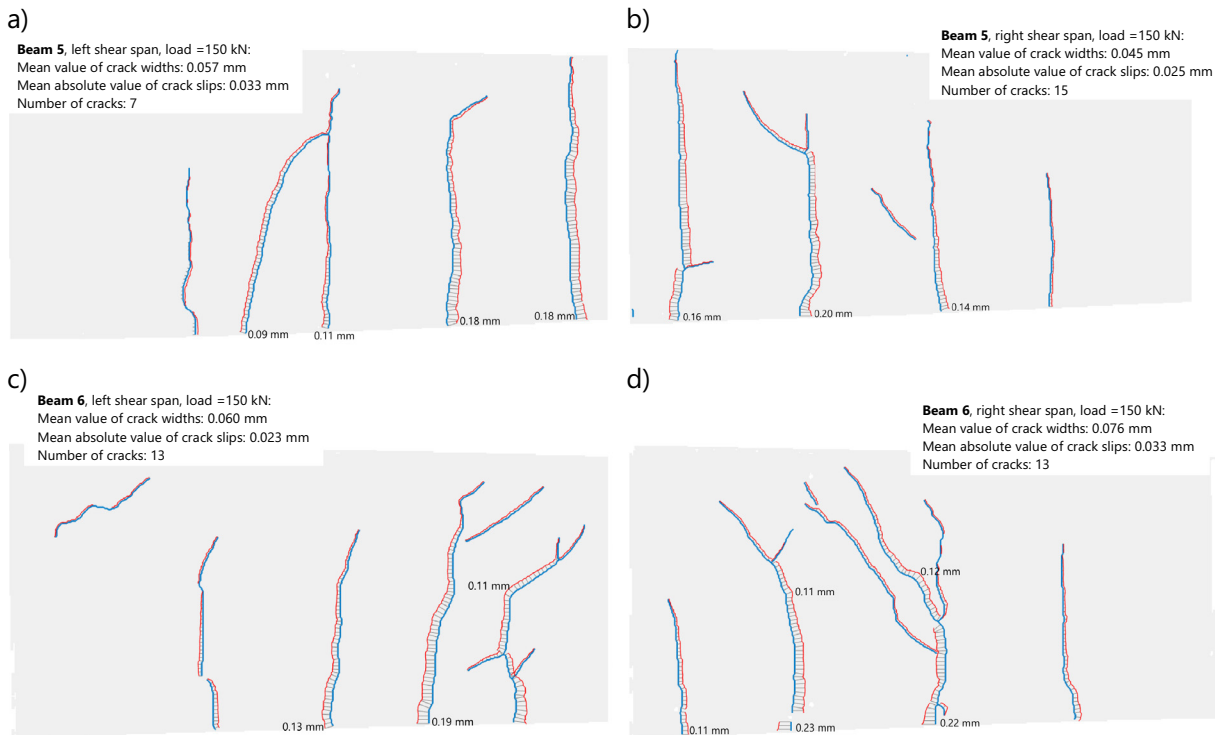 a)
Beam 5, left shear span, load =150 kN:
Mean value of crack widths: 0.057 mm
Mean absolute value of crack slips: 0.033 mm
Number of cracks: 7
0.09 mm
0.11 mm
0.18 mm
0.18 mm
b)
Beam 5, right shear span, load =150 kN:
Mean value of crack widths: 0.045 mm
Mean absolute value of crack slips: 0.025 mm
Number of cracks: 15
0.16 mm
0.20 mm
0.14 mm
c)
Beam 6, left shear span, load =150 kN:
Mean value of crack widths: 0.060 mm
Mean absolute value of crack slips: 0.023 mm
Number of cracks: 13
0.11 mm
0.13 mm
0.19 mm
d)
Beam 6, right shear span, load =150 kN:
Mean value of crack widths: 0.076 mm
Mean absolute value of crack slips: 0.033 mm
Number of cracks: 13
0.12 mm
0.11 mm
0.11 mm
0.23 mm
0.22 mm